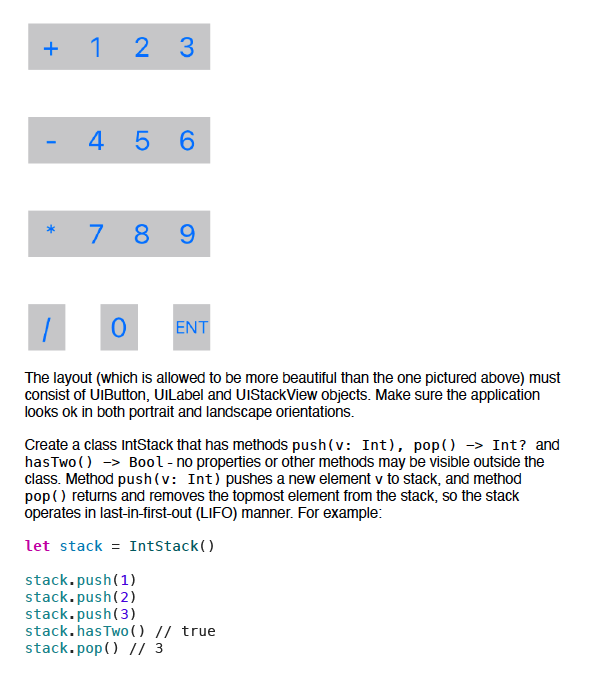 + 1 2 3
- 4 5 6
* 7 8 9
/ 0 ENT
The layout (which is allowed to be more beautiful than the one pictured above) must
consist of UIButton, UILabel and UIStackView objects. Make sure the application
looks ok in both portrait and landscape orientations.
Create a class IntStack that has methods push(v: Int), pop() -> Int? and
hasTwo() -> Bool - no properties or other methods may be visible outside the
class. Method push(v: Int) pushes a new element v to stack, and method
pop() returns and removes the topmost element from the stack, so the stack
operates in last-in-first-out (LIFO) manner. For example:
let stack = IntStack()
stack.push(1)
stack.push(2)
stack.push(3)
stack.hasTwo() // true
stack.pop() // 3